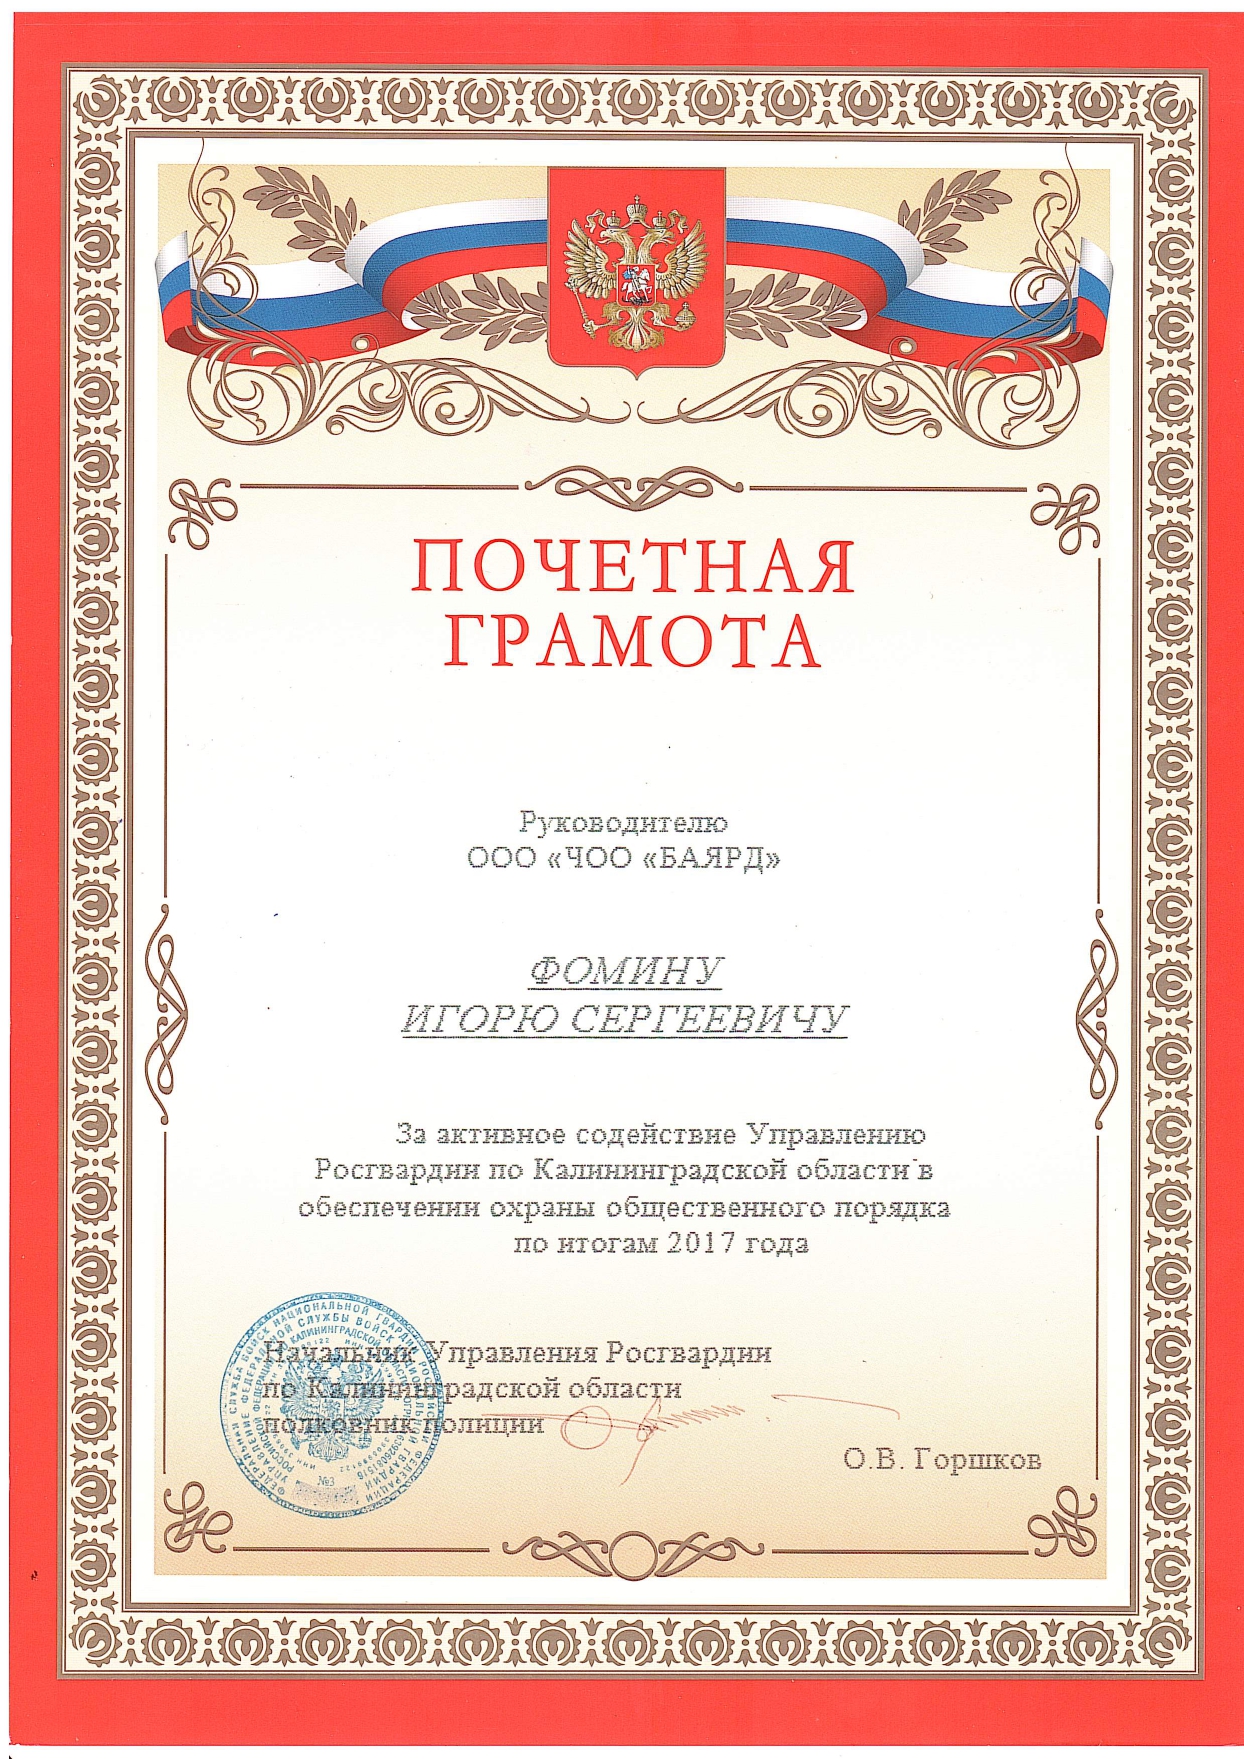 ПОЧЕТНАЯ
ГРАМОТА
Руководителю
ООО «ЧОО «БАЯРД»
ФОМИНУ
ИГОРЮ СЕРГЕЕВИЧУ
За активное содействие Управлению
Росгвардии по Калининградской области в
обеспечении охраны общественного порядка
по итогам 2017 года
Начальник Управления Росгвардии
по Калининградской области
полковник полиции
О.В. Горшков
ФЕДЕРАЛЬНАЯ СЛУЖБА ВОЙСК НАЦИОНАЛЬНОЙ ГВАРДИИ РОССИЙСКОЙ ФЕДЕРАЦИИ
№3